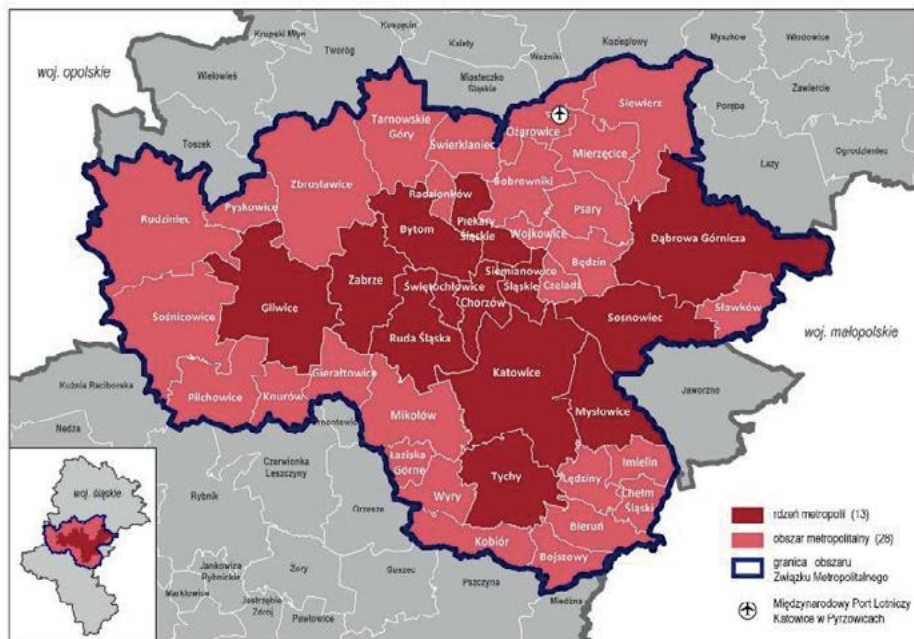 Koszęcin
Krupski Młyn
Tworóg
Kalety
Woźniki
Koziegłowy
Myszków
Włodowice
woj. opolskie
Wielowieś
Miasteczko
Śląskie
Siewierz
Poręba
Zawiercie
Tarnowskie
Góry
Ożarowice
Świerklaniec
Toszek
Mierzęcice
Łazy
Ogrodzieniec
Zbrosławice
Bobrowniki
Radzionków
Rudziniec
Pyskowice
Psary
Bytom
Piekary
Śląskie
Wojkowice
Dąbrowa Górnicza
Będzin
Zabrze
Siemianowice
Śląskie
Czeladź
Świętochłowice
Gliwice
Chorzów
Sławków
Sośnicowice
Sosnowiec
Ruda Śląska
woj. małopolskie
Gierałtowice
Katowice
Kuźnia Raciborska
Pilchowice
Knurów
Jaworzno
Mikołów
Mysłowice
Nędza
Czerwionka
Leszczyny
Łaziska
Górne
Tychy
Imielin
Lędziny
woj. śląskie
Rybnik
Wyry
Chełm
Śląski
Orzesze
Bieruń
Kobiór
Bojszowy
Jankowice
Rybnickie
Żory
Suszec
Pszczyna
Miedźna
Marklowice
Jastrzębie
Zdrój
Pawłowice
rdzeń metropolii (13)
obszar metropolitalny (28)
granica obszaru
Związku Metropolitalnego
Międzynarodowy Port Lotniczy
Katowice w Pyrzowicach